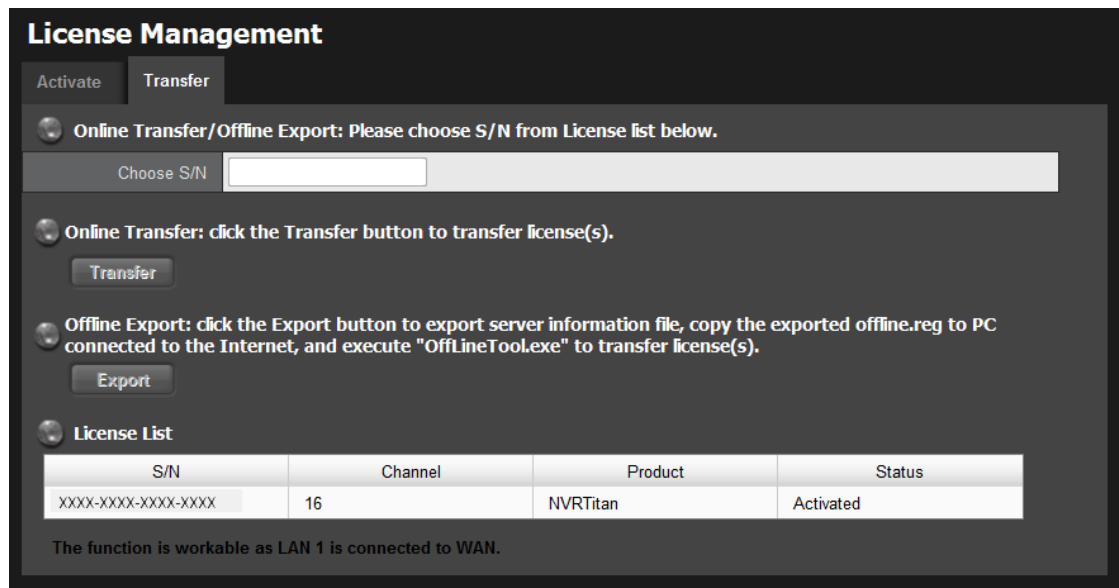 License Management
Activate Transfer
Online Transfer/Offline Export: Please choose S/N from License list below.
Choose S/N
Online Transfer: click the Transfer button to transfer license(s).
Transfer
Offline Export: click the Export button to export server information file, copy the exported offline.reg to PC
connected to the Internet, and execute "OffLineTool.exe" to transfer license(s).
Export
License List
S/N Channel Product Status
XXXX-XXXX-XXXX-XXXX 16 NVRTitan Activated
The function is workable as LAN 1 is connected to WAN.